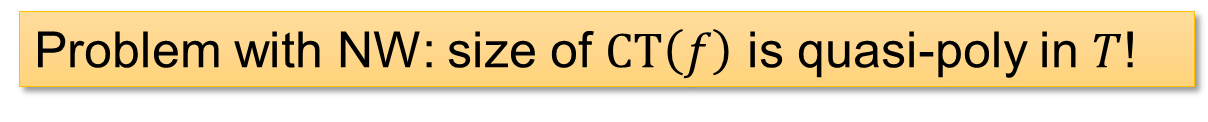 Problem with NW: size of CT(𝑓) is quasi-poly in 𝑇!